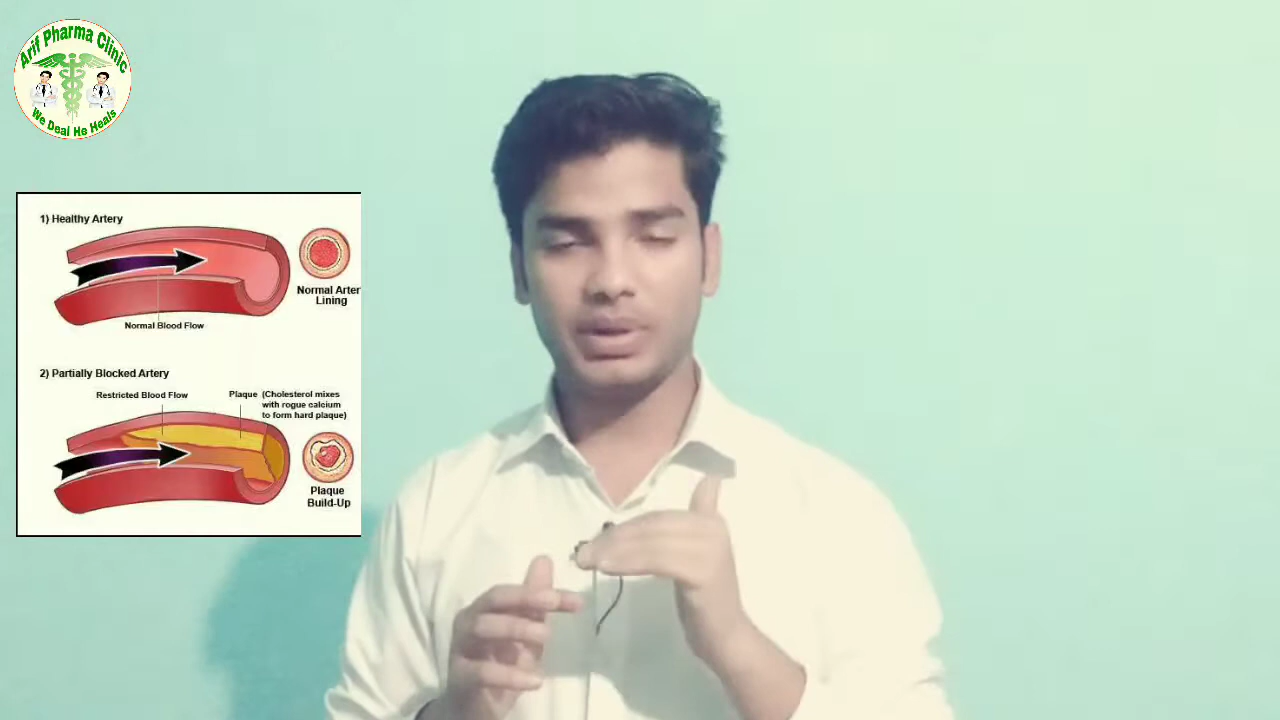 Arif Pharma Clinic
We Deal He Heals
1) Healthy Artery
Normal Arter
Lining
Normal Blood Flow
2) Partially Blocked Artery
Restricted Blood Flow
Plaque (Cholesterol mixes
with rogue calcium
to form hard plaque)
Plaque
Build-Up